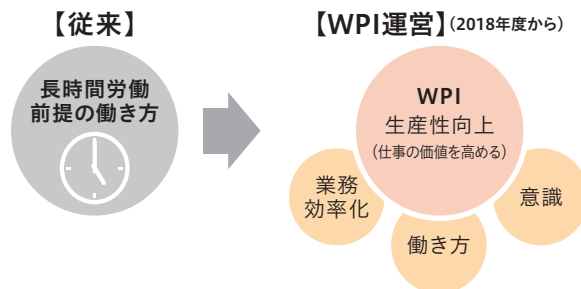 【従来】
長時間労働
前提の働き方
【WPI運営】(2018年度から)
WPI
生産性向上
(仕事の価値を高める)
業務
効率化
働き方
意識